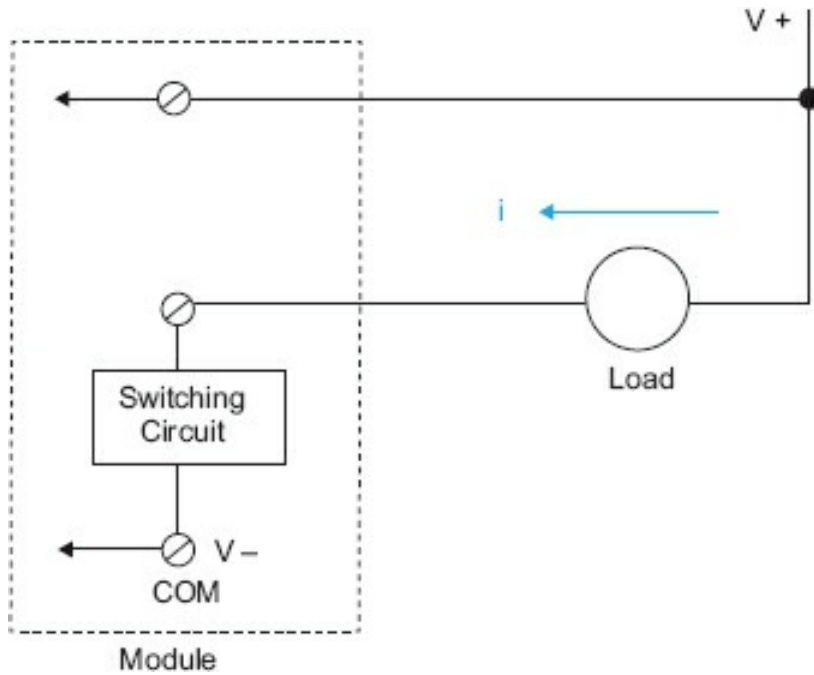 V +
i
Load
Switching
Circuit
V –
COM
Module